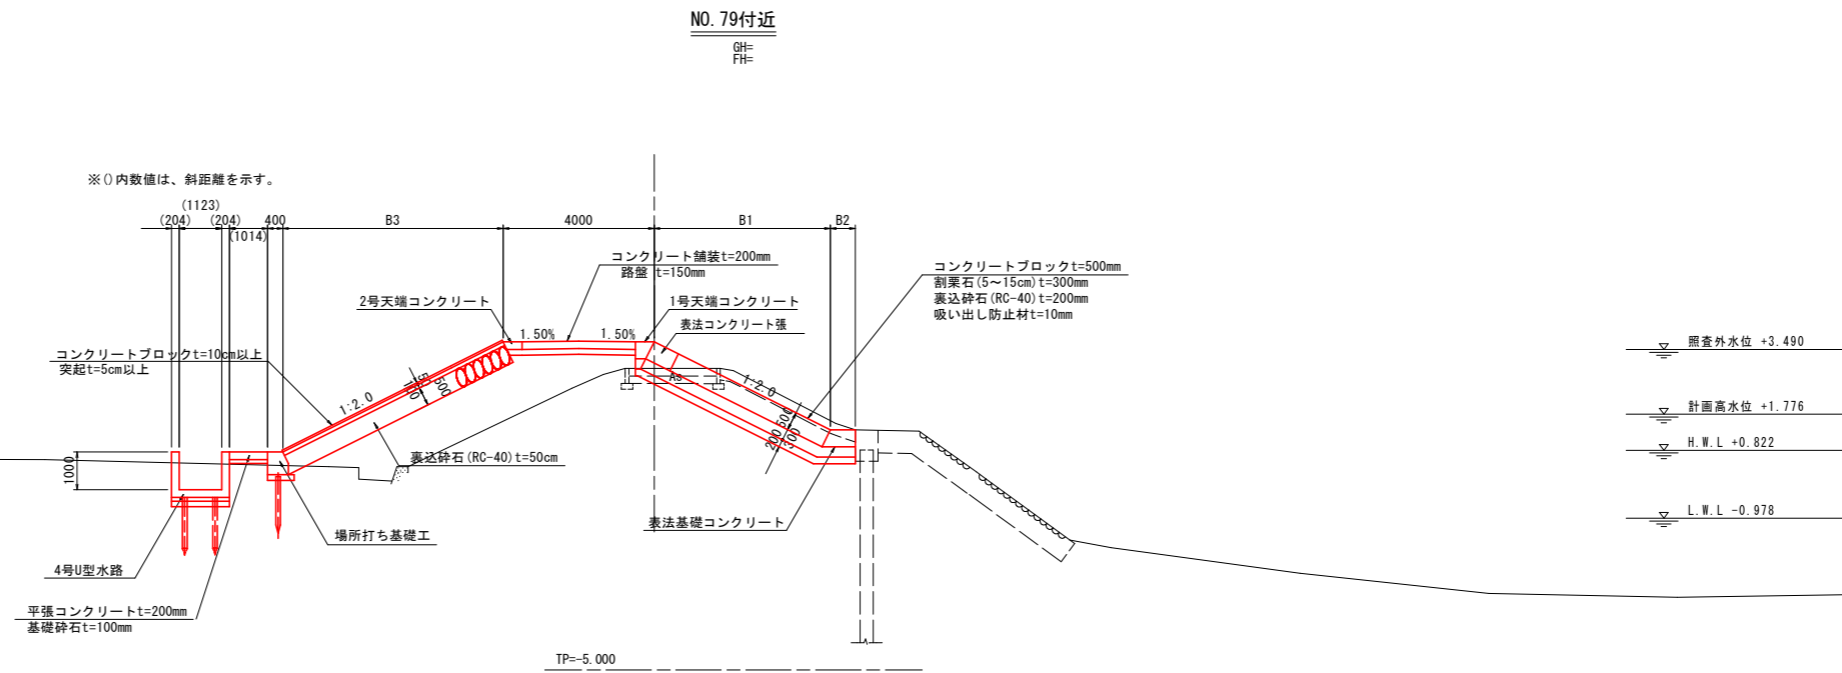 NO.79付近
GH=
FH=
※()内数値は、斜距離を示す。
(1123)
(204)
(204)
400
B3
4000
B1
B2
(1014)
コンクリート舗装t=200mm
路盤 t=150mm
コンクリートブロックt=500mm
割栗石(5〜15cm)t=300mm
裏込砕石(RC-40)t=200mm
吸い出し防止材t=10mm
2号天端コンクリート
1号天端コンクリート
表法コンクリート張
1.50%
1.50%
コンクリートブロックt=10cm以上
突起t=5cm以上
照査外水位 +3.490
As
1:2.0
500
1:2.0
計画高水位 +1.776
500
300
200
H.W.L +0.822
1000
裏込砕石(RC-40)t=50cm
L.W.L -0.978
表法基礎コンクリート
場所打ち基礎工
4号U型水路
平張コンクリートt=200mm
基礎砕石t=100mm
TP=-5.000